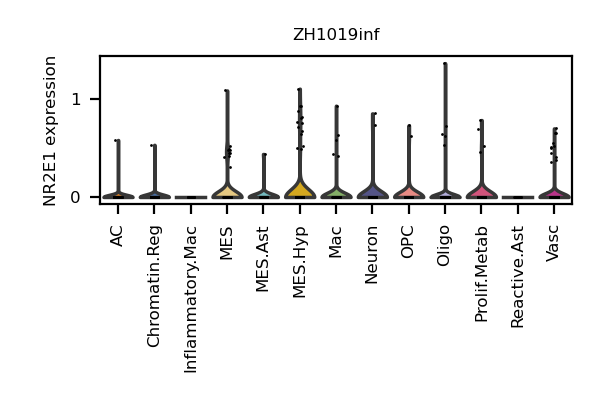 ZH1019inf
NR2E1 expression
1
0
AC
Chromatin.Reg
Inflammatory.Mac
MES
MES.Ast
MES.Hyp
Mac
Neuron
OPC
Oligo
Prolif.Metab
Reactive.Ast
Vasc